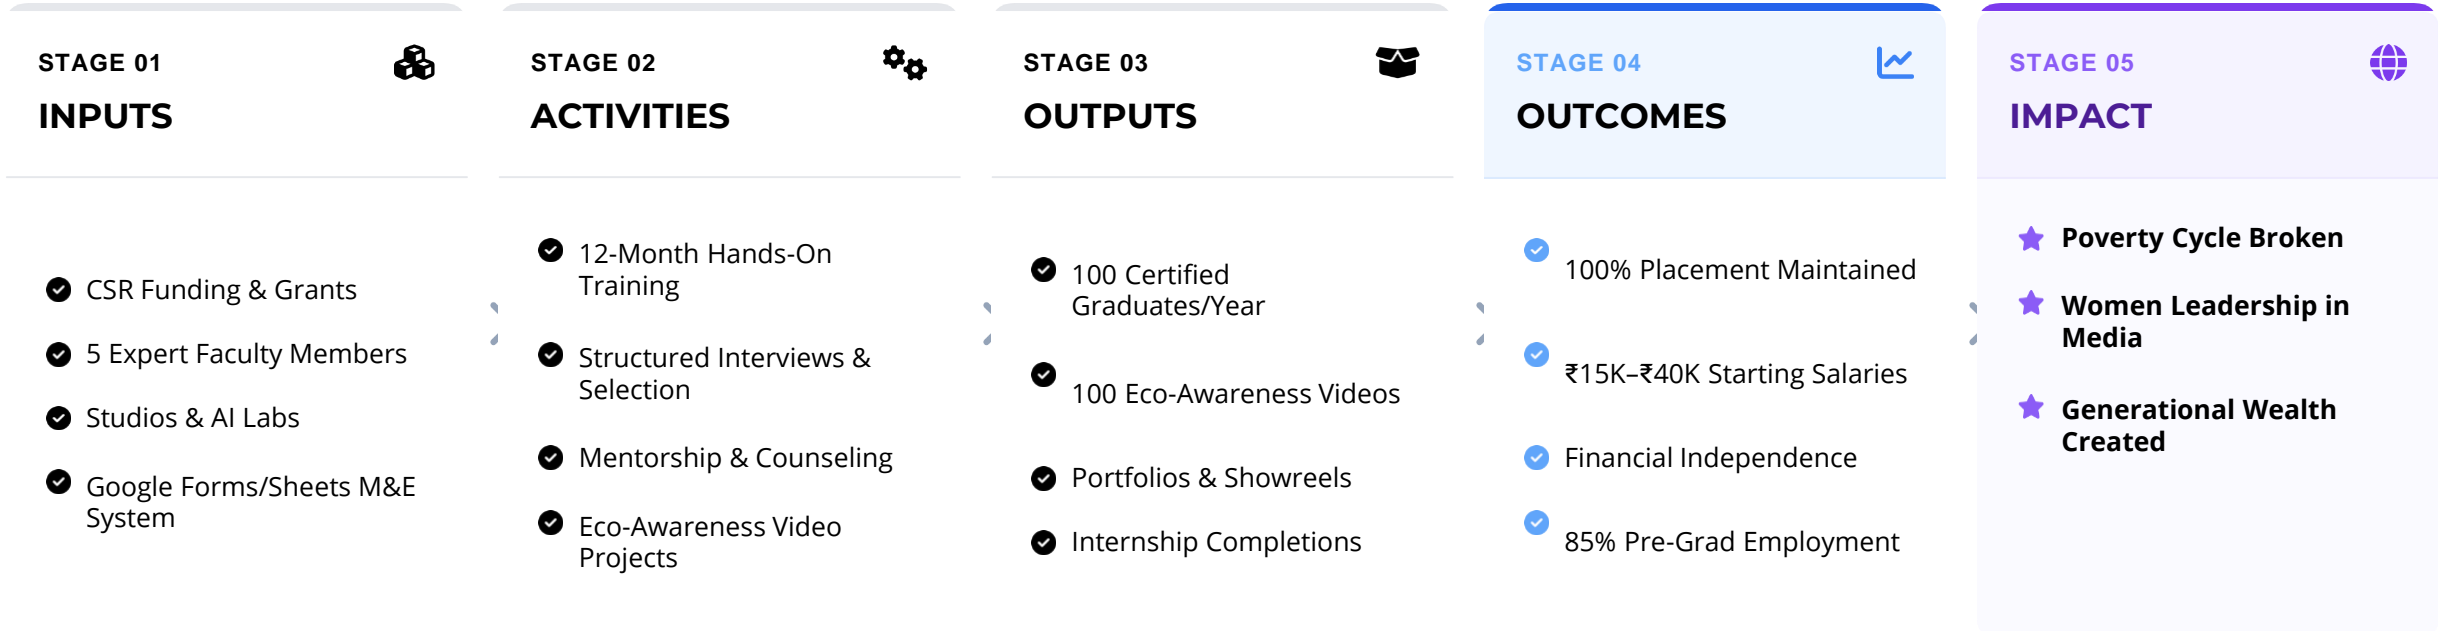 STAGE 01
INPUTS
CSR Funding & Grants
5 Expert Faculty Members
Studios & AI Labs
Google Forms/Sheets M&E
System
STAGE 02
ACTIVITIES
12-Month Hands-On
Training
Structured Interviews &
Selection
Mentorship & Counseling
Eco-Awareness Video
Projects
STAGE 03
OUTPUTS
100 Certified
Graduates/Year
100 Eco-Awareness Videos
Portfolios & Showreels
Internship Completions
STAGE 04
OUTCOMES
100% Placement Maintained
₹15K–₹40K Starting Salaries
Financial Independence
85% Pre-Grad Employment
STAGE 05
IMPACT
Poverty Cycle Broken
Women Leadership in
Media
Generational Wealth
Created